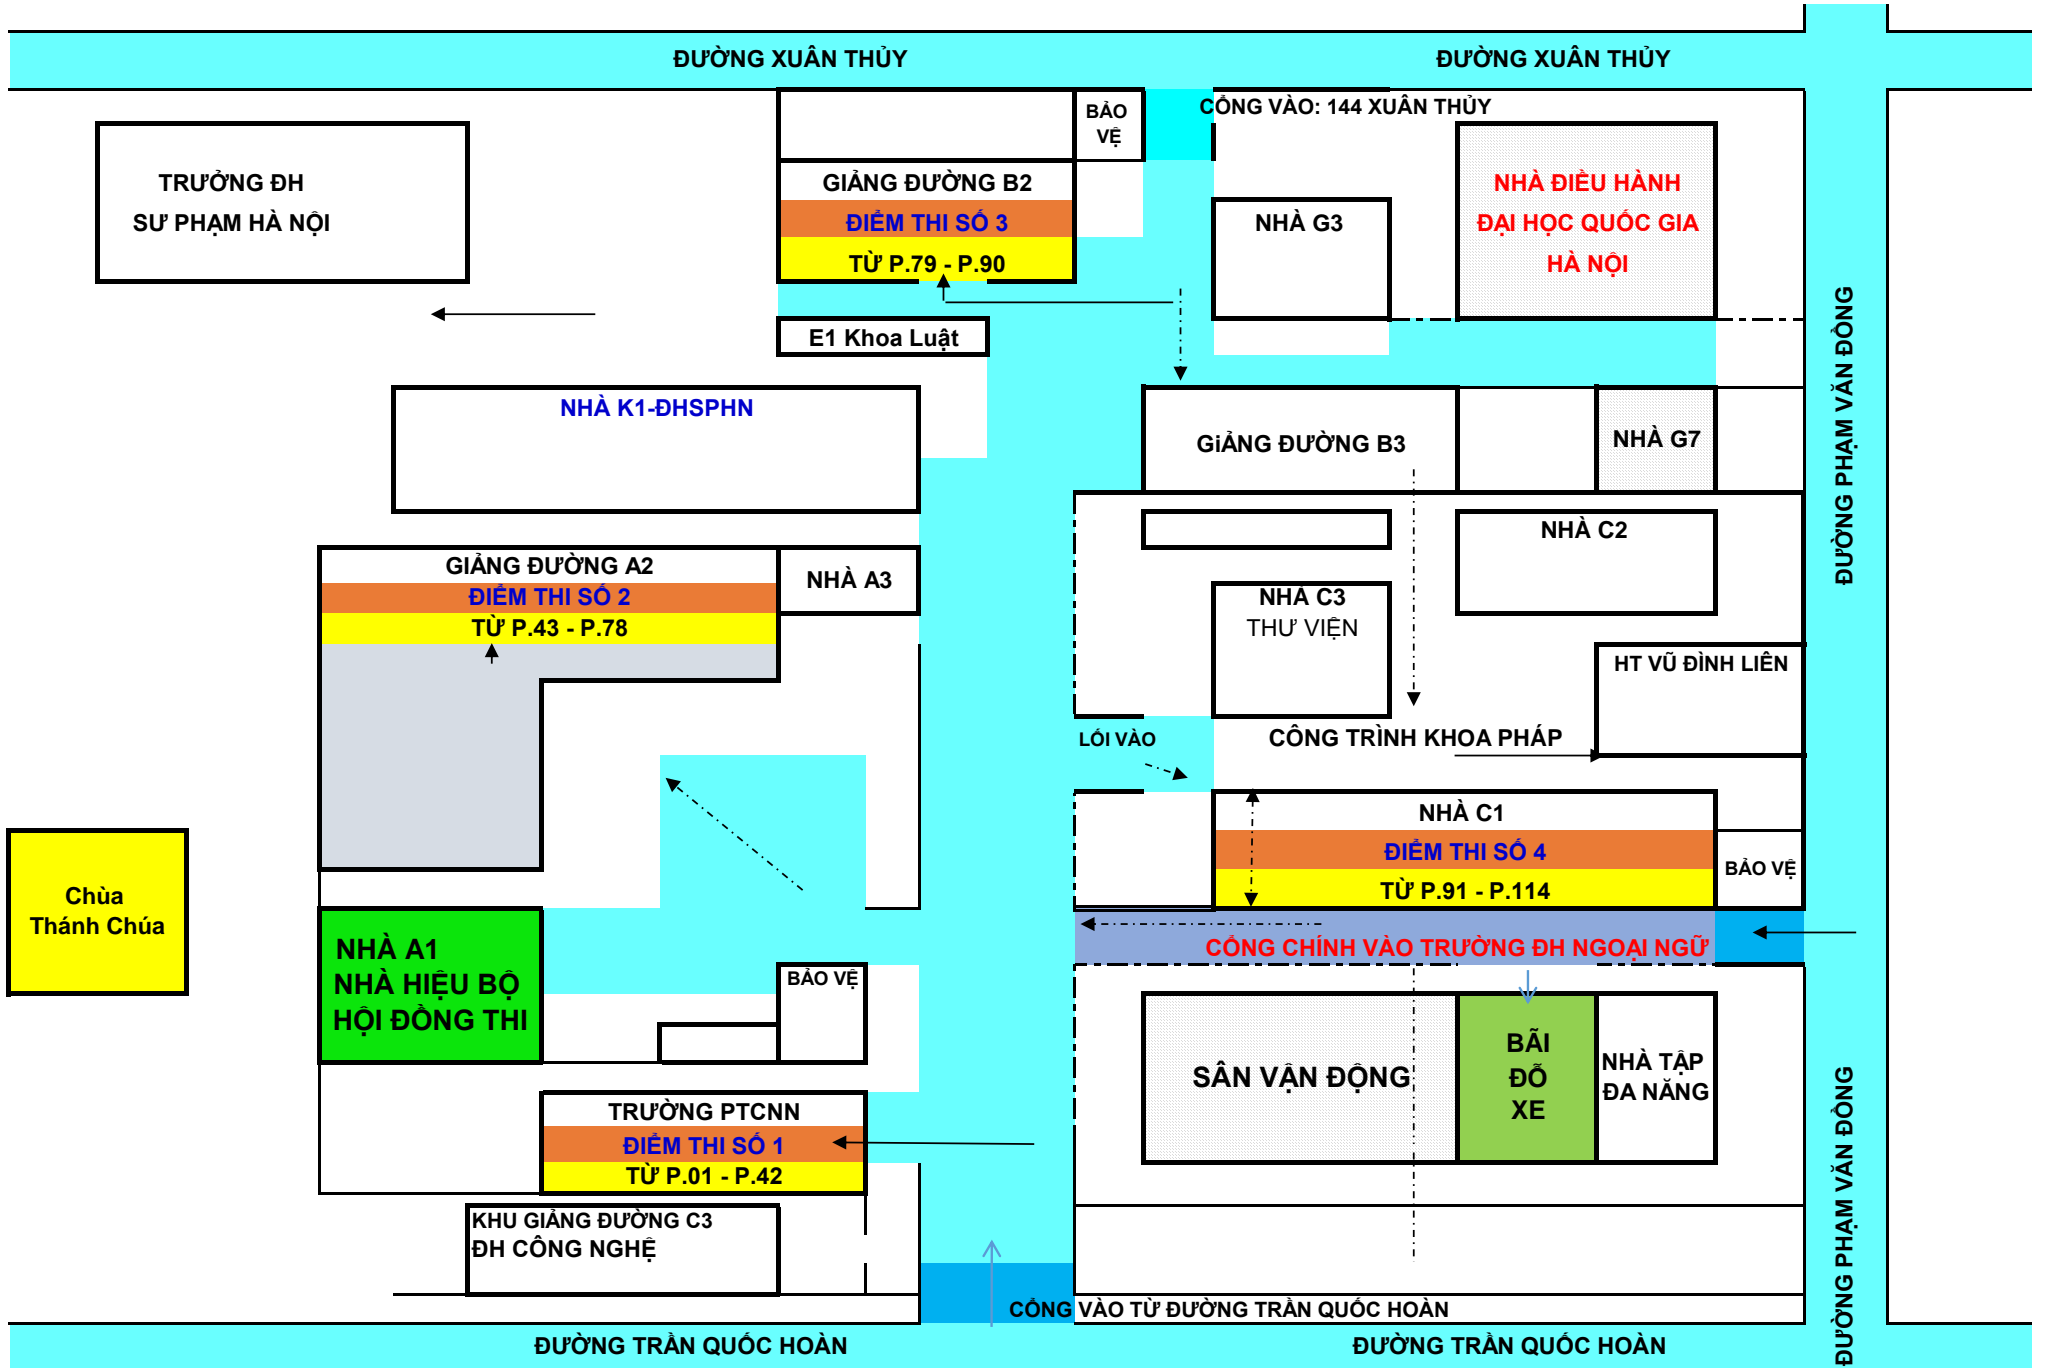 ĐƯỜNG XUÂN THỦY
ĐƯỜNG XUÂN THỦY
CỔNG VÀO: 144 XUÂN THỦY
BẢO
VỆ
TRƯỞNG ĐH
SƯ PHẠM HÀ NỘI
GIẢNG ĐƯỜNG B2
ĐIỂM THI SỐ 3
TỪ P.79 - P.90
NHÀ G3
NHÀ ĐIỀU HÀNH
ĐẠI HỌC QUỐC GIA
HÀ NỘI
E1 Khoa Luật
ĐƯỜNG PHẠM VĂN ĐỒNG
NHÀ K1-ĐHSPHN
GiẢNG ĐƯỜNG B3
NHÀ G7
NHÀ C2
GIẢNG ĐƯỜNG A2
ĐIỂM THI SỐ 2
TỪ P.43 - P.78
NHÀ A3
NHÀ C3
THƯ VIỆN
HT VŨ ĐÌNH LIÊN
LỐI VÀO
CÔNG TRÌNH KHOA PHÁP
NHÀ C1
ĐIỂM THI SỐ 4
TỪ P.91 - P.114
BẢO VỆ
Chùa
Thánh Chúa
NHÀ A1
NHÀ HIỆU BỘ
HỘI ĐỒNG THI
CỔNG CHÍNH VÀO TRƯỜNG ĐH NGOẠI NGỮ
BẢO VỆ
SÂN VẬN ĐỘNG
BÃI
ĐỖ
XE
NHÀ TẬP
ĐA NĂNG
TRƯỜNG PTCNN
ĐIỂM THI SỐ 1
TỪ P.01 - P.42
ĐƯỜNG PHẠM VĂN ĐỒNG
KHU GIẢNG ĐƯỜNG C3
ĐH CÔNG NGHỆ
CỔNG VÀO TỪ ĐƯỜNG TRẦN QUỐC HOÀN
ĐƯỜNG TRẦN QUỐC HOÀN
ĐƯỜNG TRẦN QUỐC HOÀN